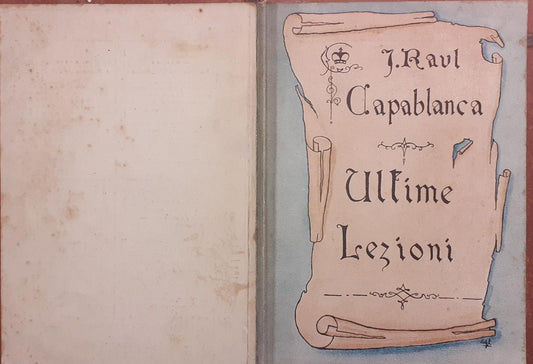 J. Raul
Capablanca
Ultime
Lezioni